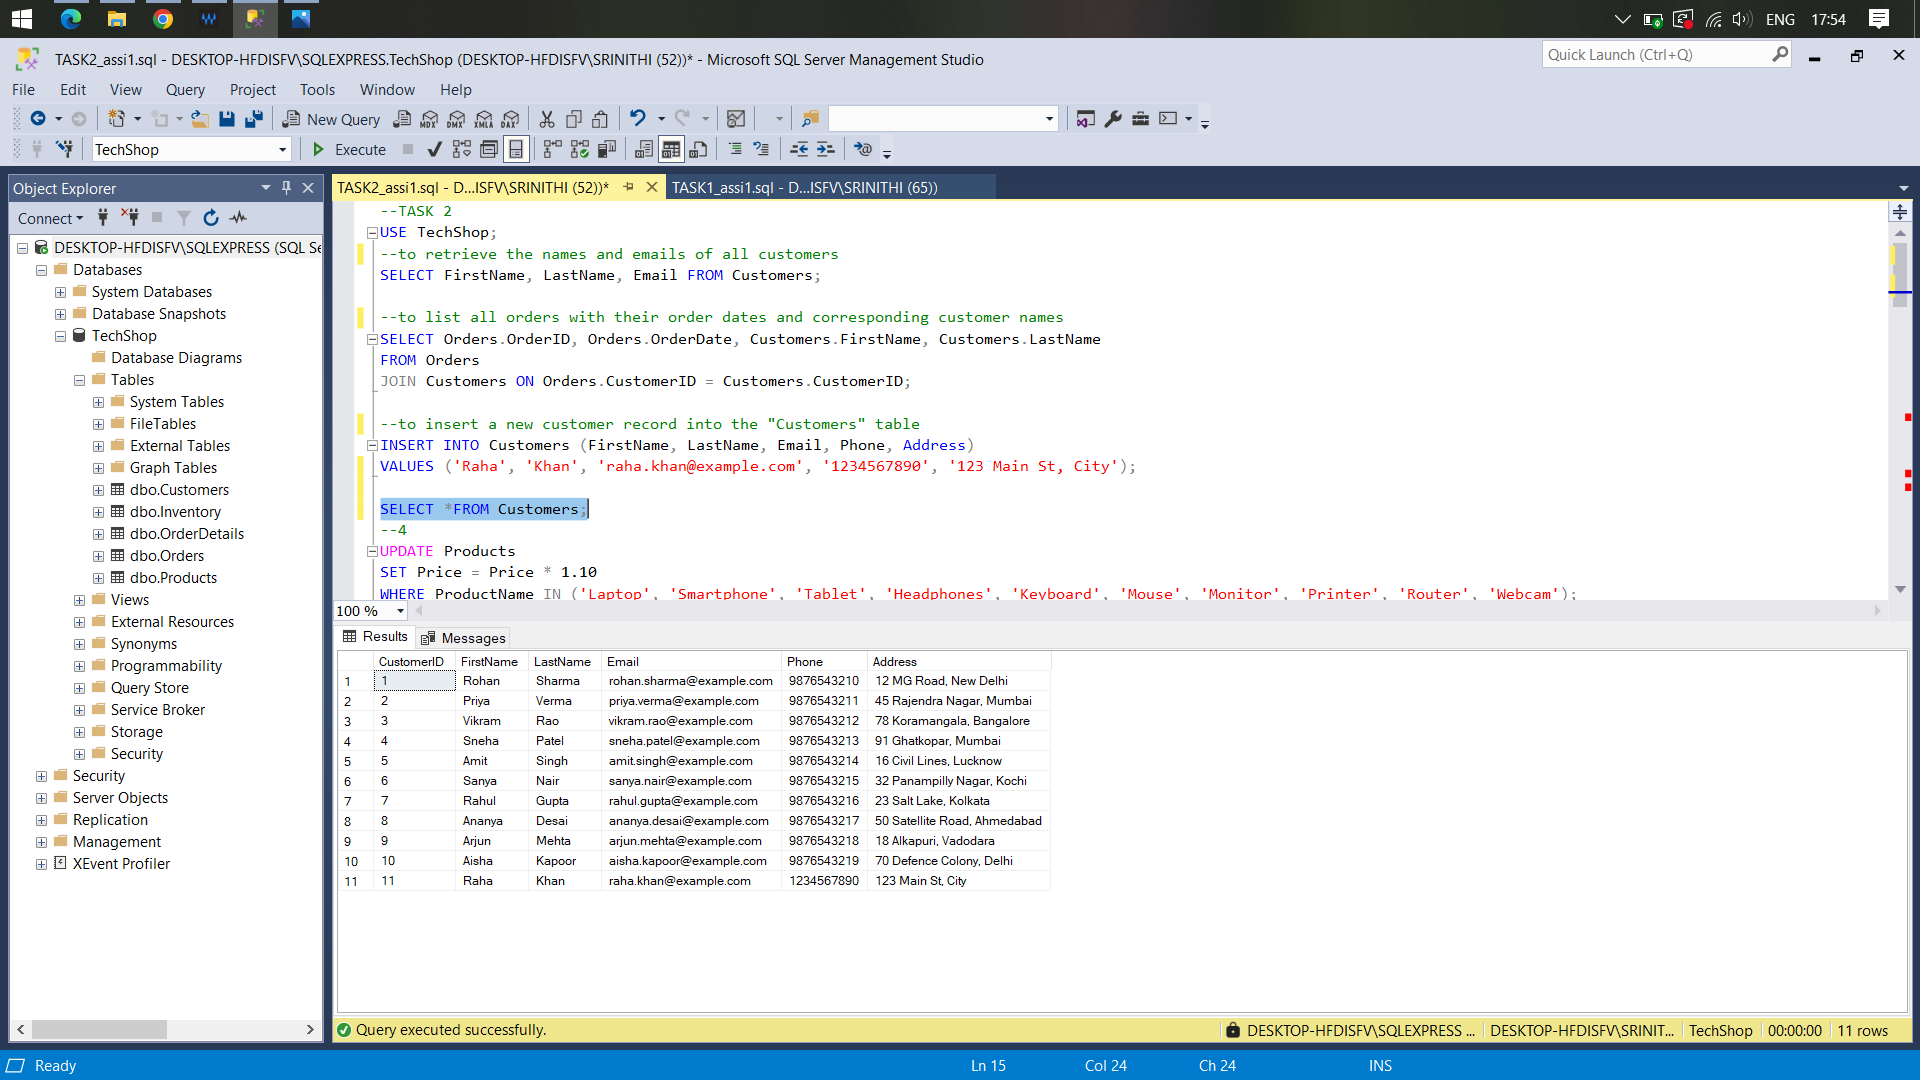 ENG 17:54
TASK2_assi1.sql - DESKTOP-HFDISFV\SQLEXPRESS.TechShop (DESKTOP-HFDISFV\SRINITHI (52))* - Microsoft SQL Server Management Studio
Quick Launch (Ctrl+Q)
File Edit View Query Project Tools Window Help
New Query MDX DMX XMLA DAX
TechShop Execute
Object Explorer
Connect
DESKTOP-HFDISFV\SQLEXPRESS (SQL Se
Databases
System Databases
Database Snapshots
TechShop
Database Diagrams
Tables
System Tables
FileTables
External Tables
Graph Tables
dbo.Customers
dbo.Inventory
dbo.OrderDetails
dbo.Orders
dbo.Products
Views
External Resources
Synonyms
Programmability
Query Store
Service Broker
Storage
Security
Security
Server Objects
Replication
Management
XEvent Profiler
TASK2_assi1.sql - D...ISFV\SRINITHI (52))* TASK1_assi1.sql - D...ISFV\SRINITHI (65))
--TASK 2
USE TechShop;
--to retrieve the names and emails of all customers
SELECT FirstName, LastName, Email FROM Customers;
--to list all orders with their order dates and corresponding customer names
SELECT Orders.OrderID, Orders.OrderDate, Customers.FirstName, Customers.LastName
FROM Orders
JOIN Customers ON Orders.CustomerID = Customers.CustomerID;
--to insert a new customer record into the "Customers" table
INSERT INTO Customers (FirstName, LastName, Email, Phone, Address)
VALUES ('Raha', 'Khan', 'raha.khan@example.com', '1234567890', '123 Main St, City');
SELECT *FROM Customers;
--4
UPDATE Products
SET Price = Price * 1.10
WHERE ProductName IN ('Laptop', 'Smartphone', 'Tablet', 'Headphones', 'Keyboard', 'Mouse', 'Monitor', 'Printer', 'Router', 'Webcam');
100 %
Results Messages
CustomerID FirstName LastName Email Phone Address
1 1 Rohan Sharma rohan.sharma@example.com 9876543210 12 MG Road, New Delhi
2 2 Priya Verma priya.verma@example.com 9876543211 45 Rajendra Nagar, Mumbai
3 3 Vikram Rao vikram.rao@example.com 9876543212 78 Koramangala, Bangalore
4 4 Sneha Patel sneha.patel@example.com 9876543213 91 Ghatkopar, Mumbai
5 5 Amit Singh amit.singh@example.com 9876543214 16 Civil Lines, Lucknow
6 6 Sanya Nair sanya.nair@example.com 9876543215 32 Panampilly Nagar, Kochi
7 7 Rahul Gupta rahul.gupta@example.com 9876543216 23 Salt Lake, Kolkata
8 8 Ananya Desai ananya.desai@example.com 9876543217 50 Satellite Road, Ahmedabad
9 9 Arjun Mehta arjun.mehta@example.com 9876543218 18 Alkapuri, Vadodara
10 10 Aisha Kapoor aisha.kapoor@example.com 9876543219 70 Defence Colony, Delhi
11 11 Raha Khan raha.khan@example.com 1234567890 123 Main St, City
Query executed successfully. DESKTOP-HFDISFV\SQLEXPRESS ... DESKTOP-HFDISFV\SRINIT... TechShop 00:00:00 11 rows
Ready Ln 15 Col 24 Ch 24 INS